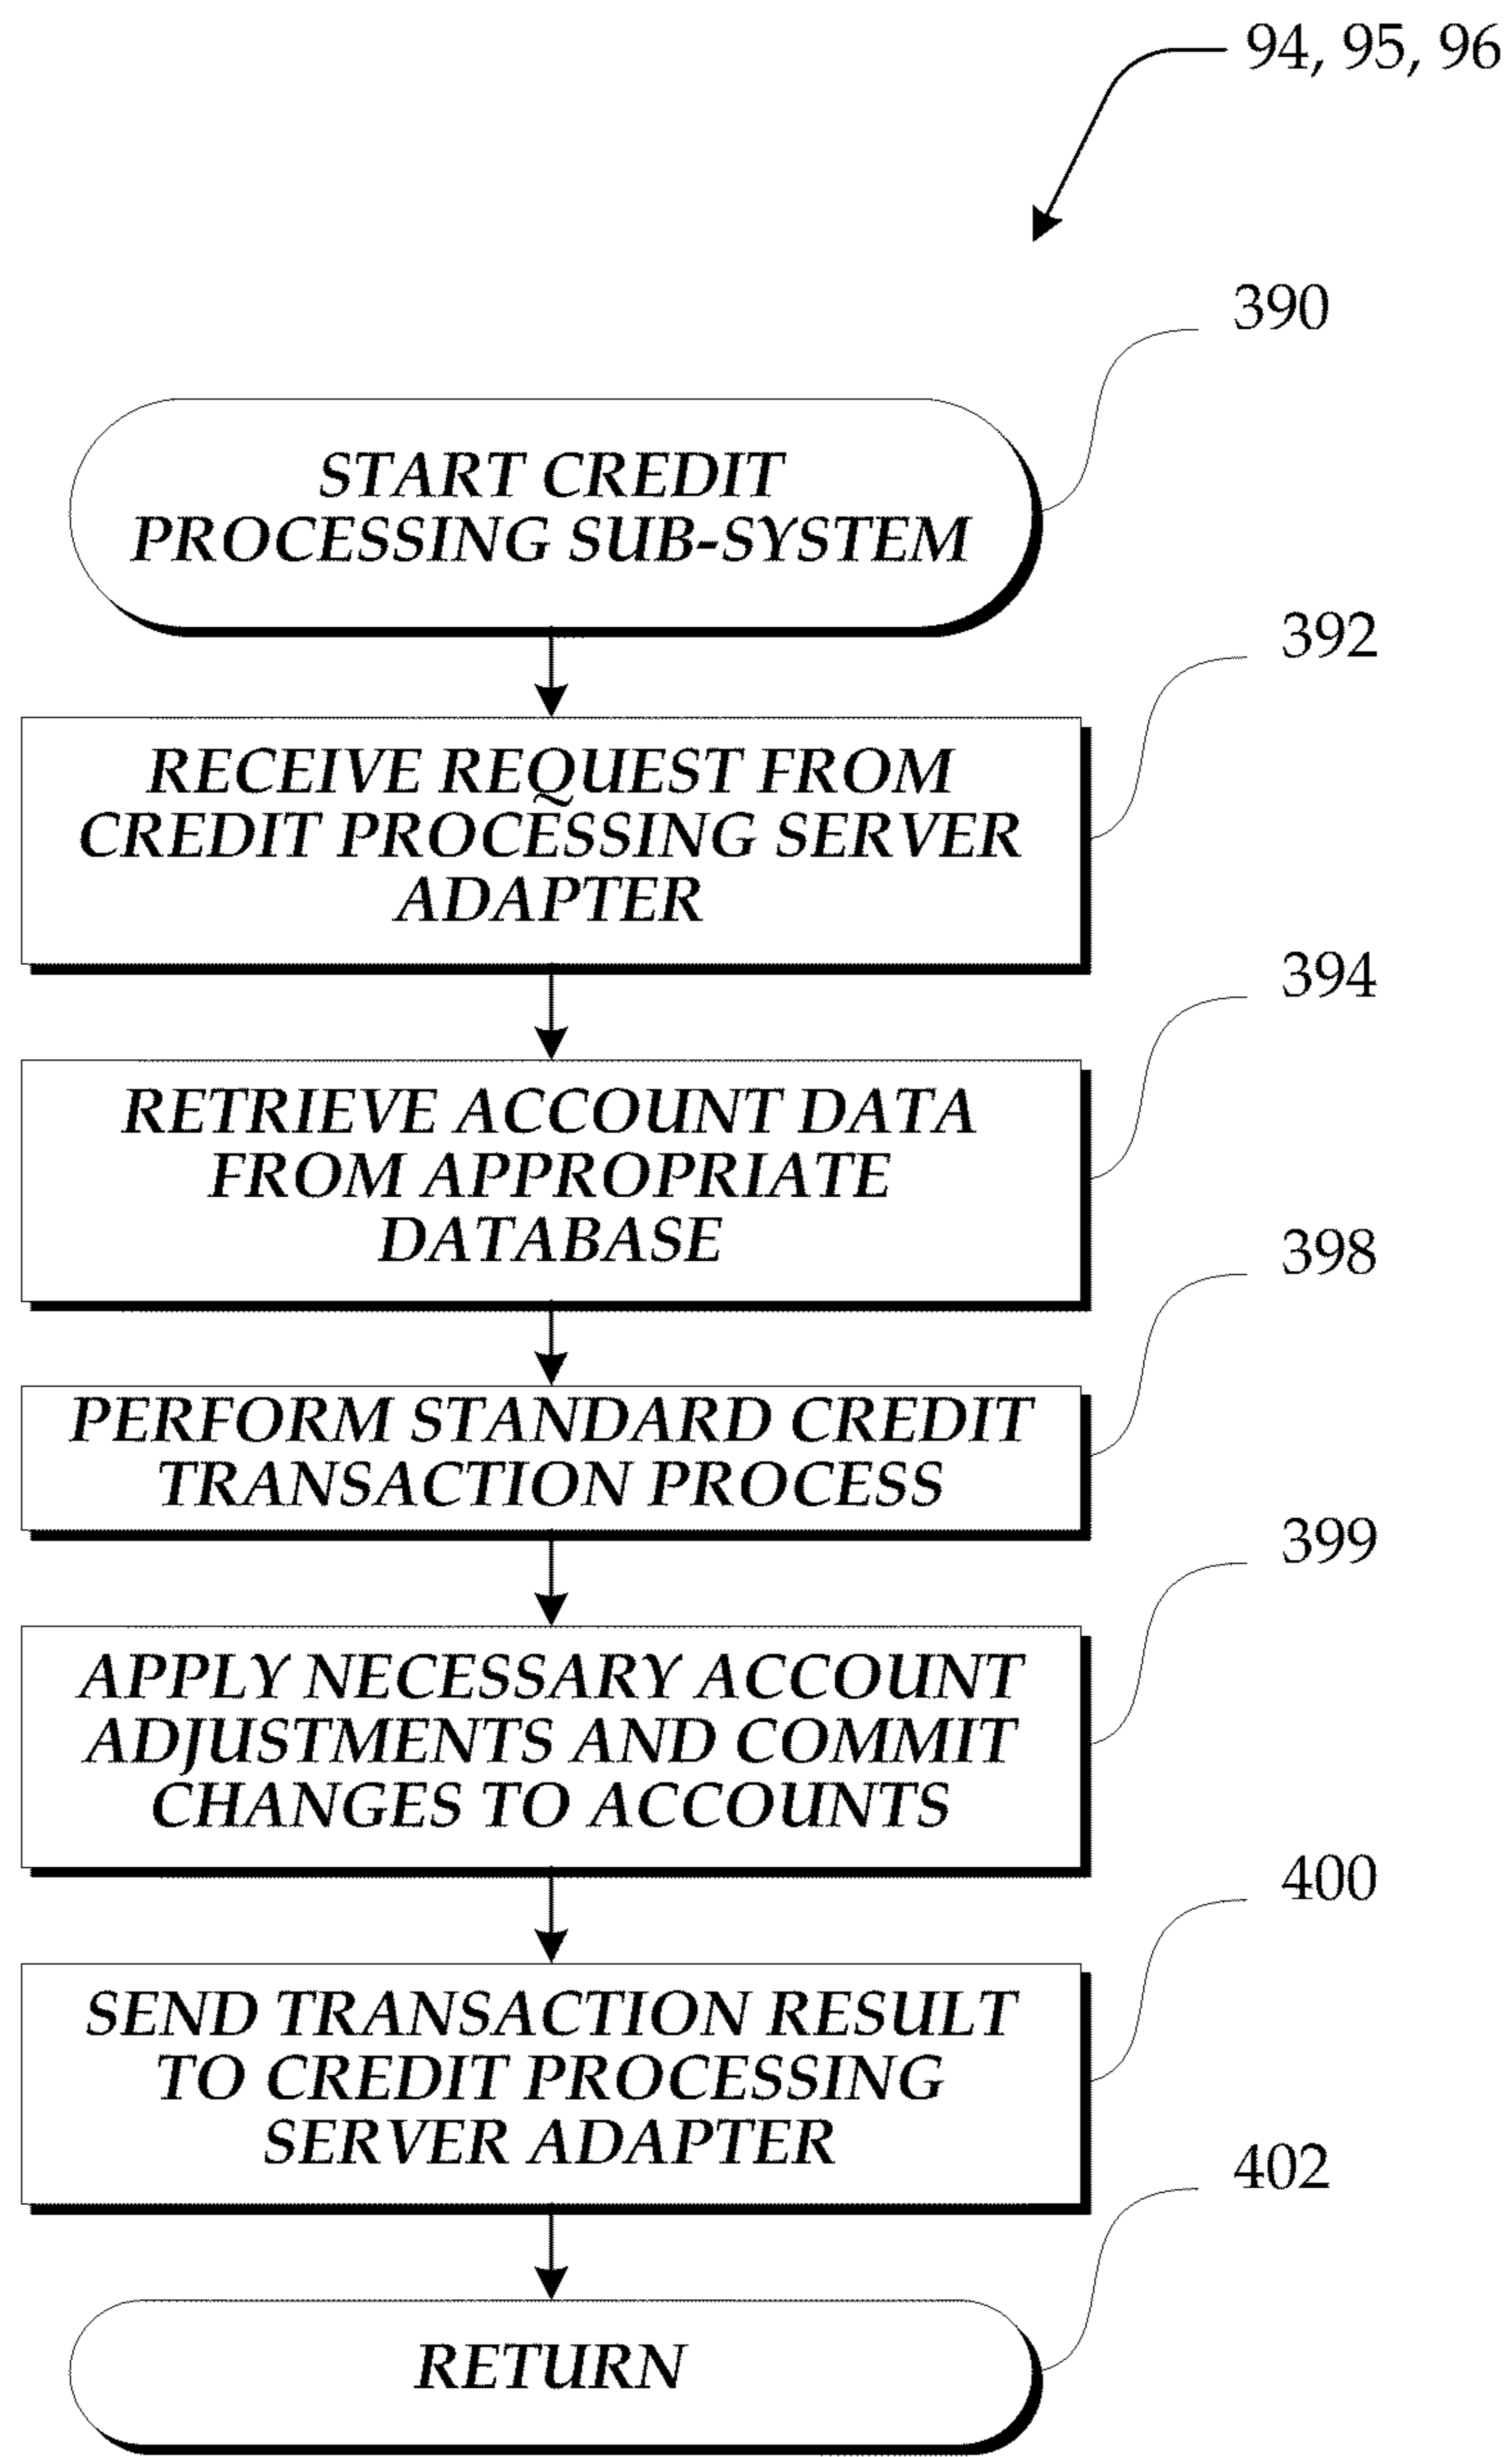 94, 95, 96
390
START CREDIT
PROCESSING SUB-SYSTEM
392
RECEIVE REQUEST FROM
CREDIT PROCESSING SERVER
ADAPTER
394
RETRIEVE ACCOUNT DATA
FROM APPROPRIATE
DATABASE
398
PERFORM STANDARD CREDIT
TRANSACTION PROCESS
399
APPLY NECESSARY ACCOUNT
ADJUSTMENTS AND COMMIT
CHANGES TO ACCOUNTS
400
SEND TRANSACTION RESULT
TO CREDIT PROCESSING
SERVER ADAPTER
402
RETURN